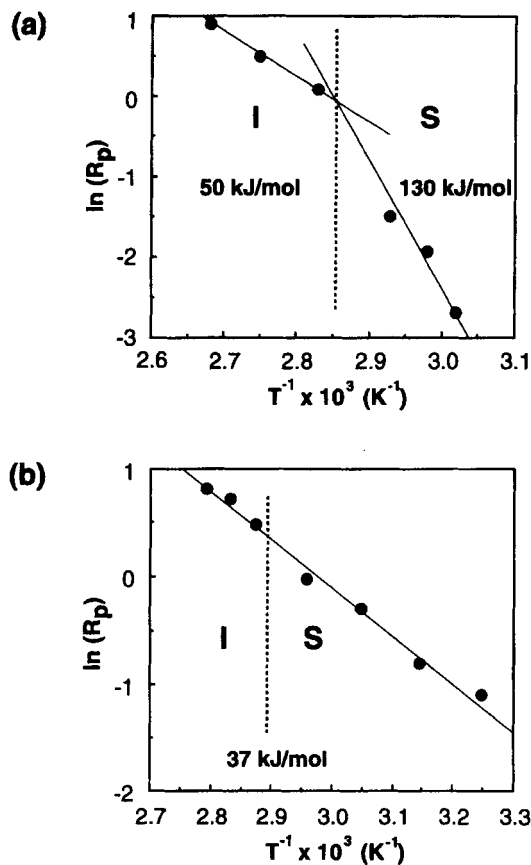 (a)
1
0
-1
-2
-3
ln (Rp)
I
S
50 kJ/mol
130 kJ/mol
2.6 2.7 2.8 2.9 3.0 3.1
T⁻¹ x 10³ (K⁻¹)
(b)
1
0
-1
-2
ln (Rp)
I
S
37 kJ/mol
2.7 2.8 2.9 3.0 3.1 3.2 3.3
T⁻¹ x 10³ (K⁻¹)